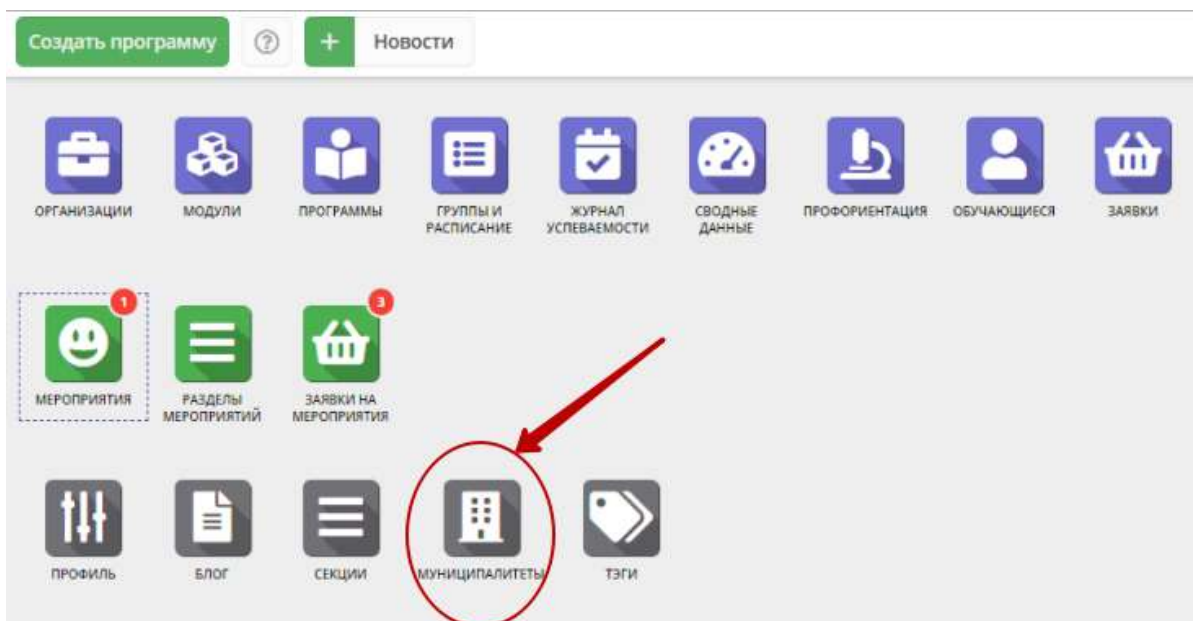 Создать программу ? + Новости
ОРГАНИЗАЦИИ МОДУЛИ ПРОГРАММЫ ГРУППЫ И ЖУРНАЛ СВОДНЫЕ ПРОФОРИЕНТАЦИЯ ОБУЧАЮЩИЕСЯ ЗАЯВКИ
РАСПИСАНИЕ УСПЕВАЕМОСТИ ДАННЫЕ
1 3
МЕРОПРИЯТИЯ РАЗДЕЛЫ ЗАЯВКИ НА
МЕРОПРИЯТИЙ МЕРОПРИЯТИЯ
ПРОФИЛЬ БЛОГ СЕКЦИИ МУНИЦИПАЛИТЕТЫ ТЭГИ